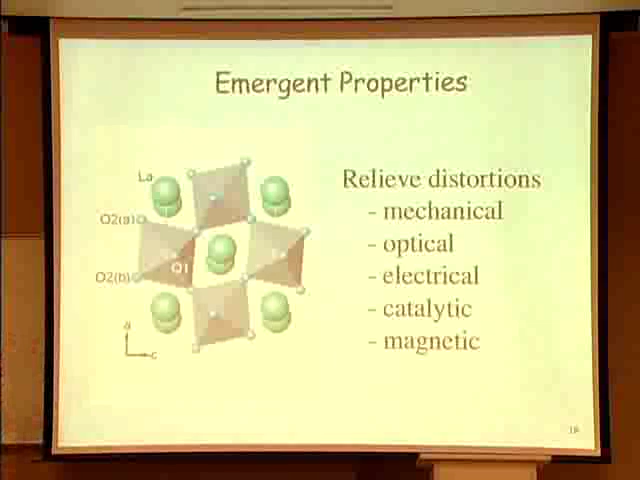 Emergent Properties
La
O2(a)
O1
O2(b)
a
c
Relieve distortions
- mechanical
- optical
- electrical
- catalytic
- magnetic